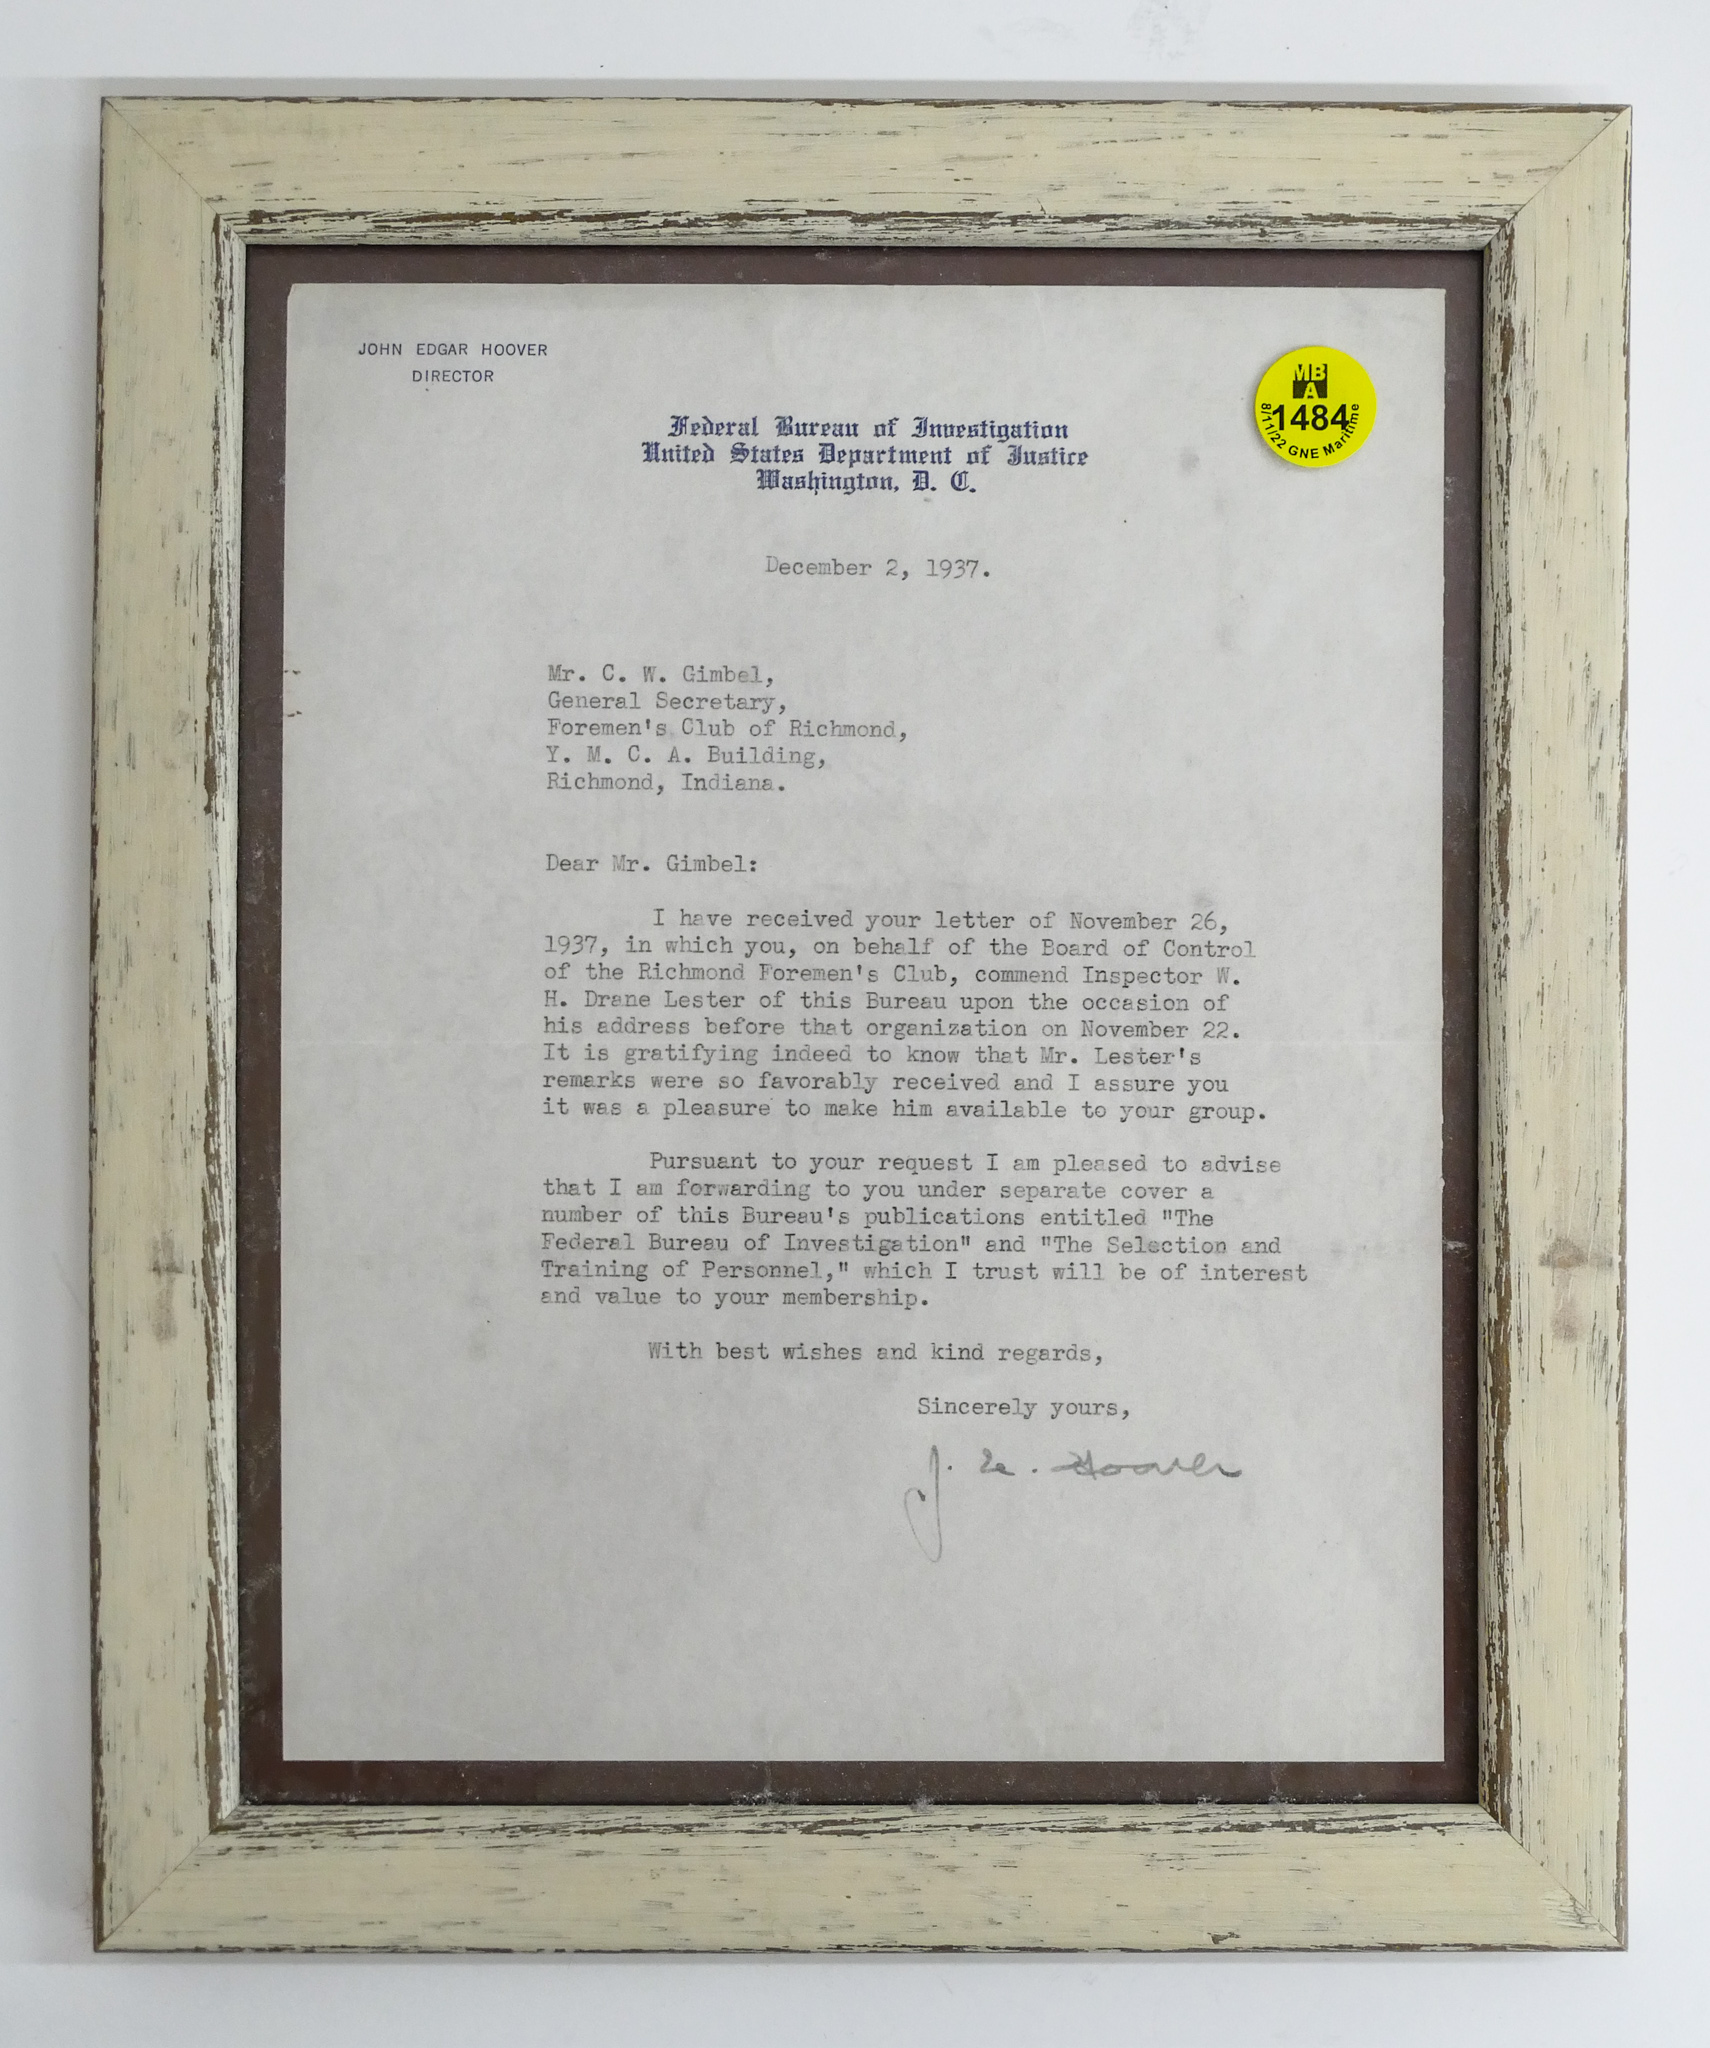 JOHN EDGAR HOOVER
DIRECTOR
MB
A
1484
8/11/22 GNE Maritime
Federal Bureau of Investigation
United States Department of Justice
Washington, D. C.
December 2, 1937.
Mr. C. W. Gimbel,
General Secretary,
Foremen's Club of Richmond,
Y. M. C. A. Building,
Richmond, Indiana.
Dear Mr. Gimbel:
I have received your letter of November 26,
1937, in which you, on behalf of the Board of Control
of the Richmond Foremen's Club, commend Inspector W.
H. Drane Lester of this Bureau upon the occasion of
his address before that organization on November 22.
It is gratifying indeed to know that Mr. Lester's
remarks were so favorably received and I assure you
it was a pleasure to make him available to your group.
Pursuant to your request I am pleased to advise
that I am forwarding to you under separate cover a
number of this Bureau's publications entitled "The
Federal Bureau of Investigation" and "The Selection and
Training of Personnel," which I trust will be of interest
and value to your membership.
With best wishes and kind regards,
Sincerely yours,
J. E. Hoover